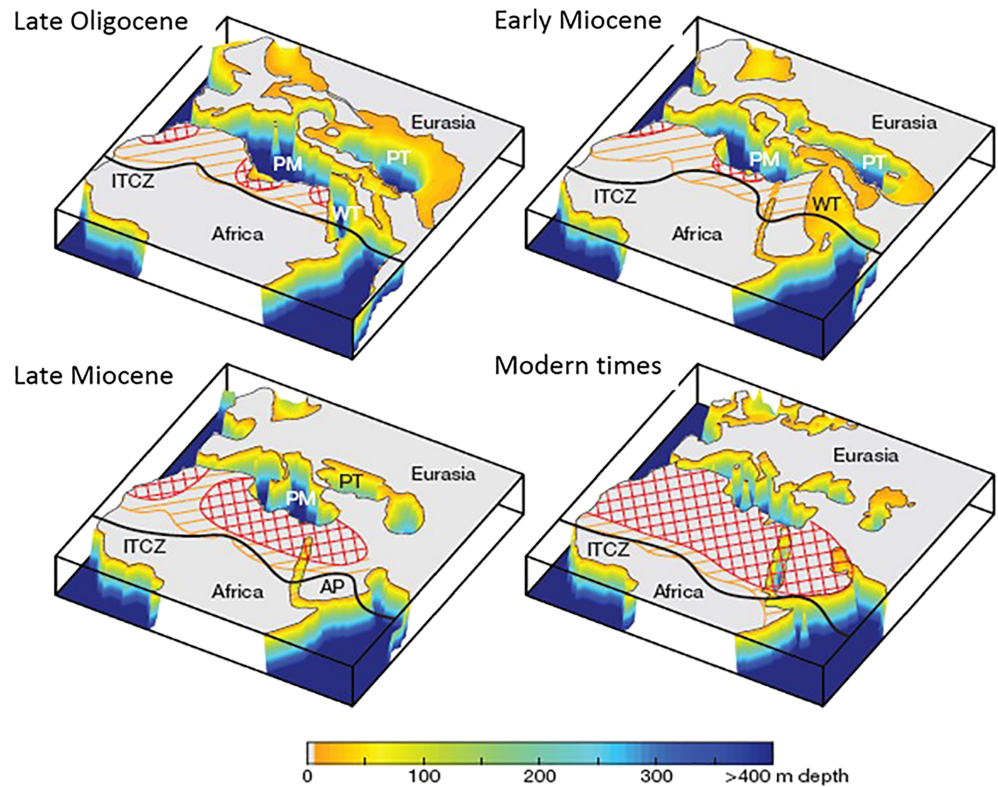 Late Oligocene
Eurasia
PT
PM
WT
ITCZ
Africa
Early Miocene
Eurasia
PT
PM
WT
ITCZ
Africa
Late Miocene
Eurasia
PT
PM
ITCZ
AP
Africa
Modern times
Eurasia
ITCZ
Africa
0 100 200 300 >400 m depth